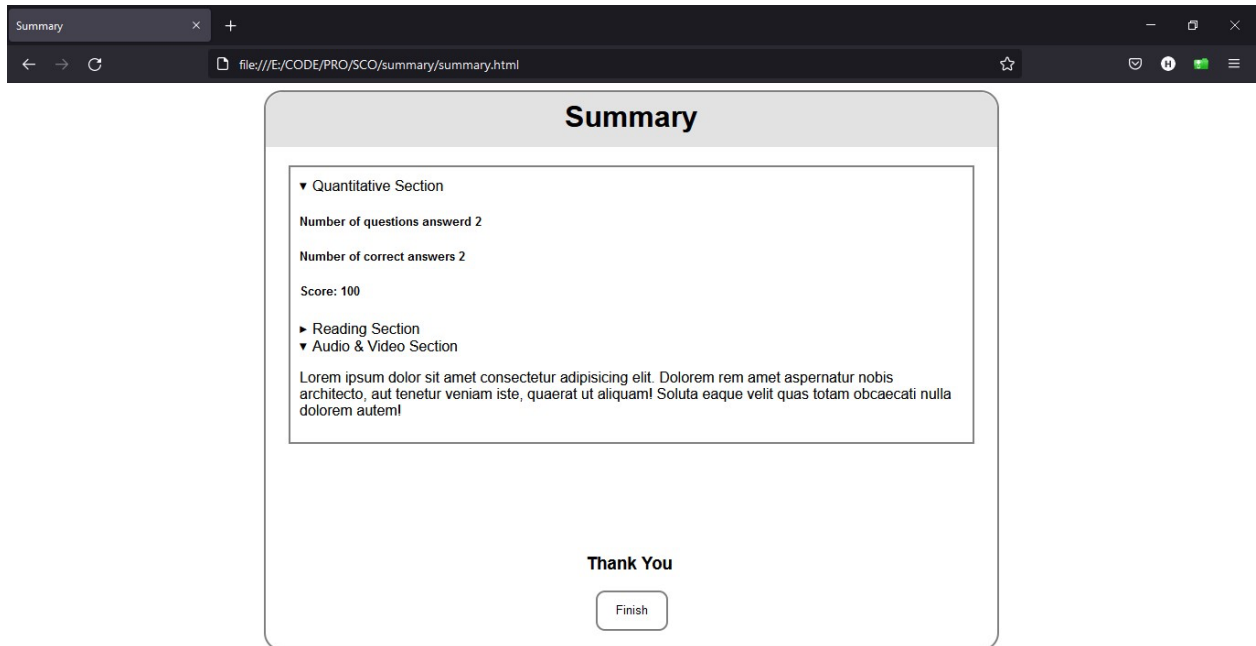 Summary
file:///E:/CODE/PRO/SCO/summary/summary.html
H
Summary
▾ Quantitative Section
Number of questions answerd 2
Number of correct answers 2
Score: 100
▸ Reading Section
▾ Audio & Video Section
Lorem ipsum dolor sit amet consectetur adipisicing elit. Dolorem rem amet aspernatur nobis
architecto, aut tenetur veniam iste, quaerat ut aliquam! Soluta eaque velit quas totam obcaecati nulla
dolorem autem!
Thank You
Finish